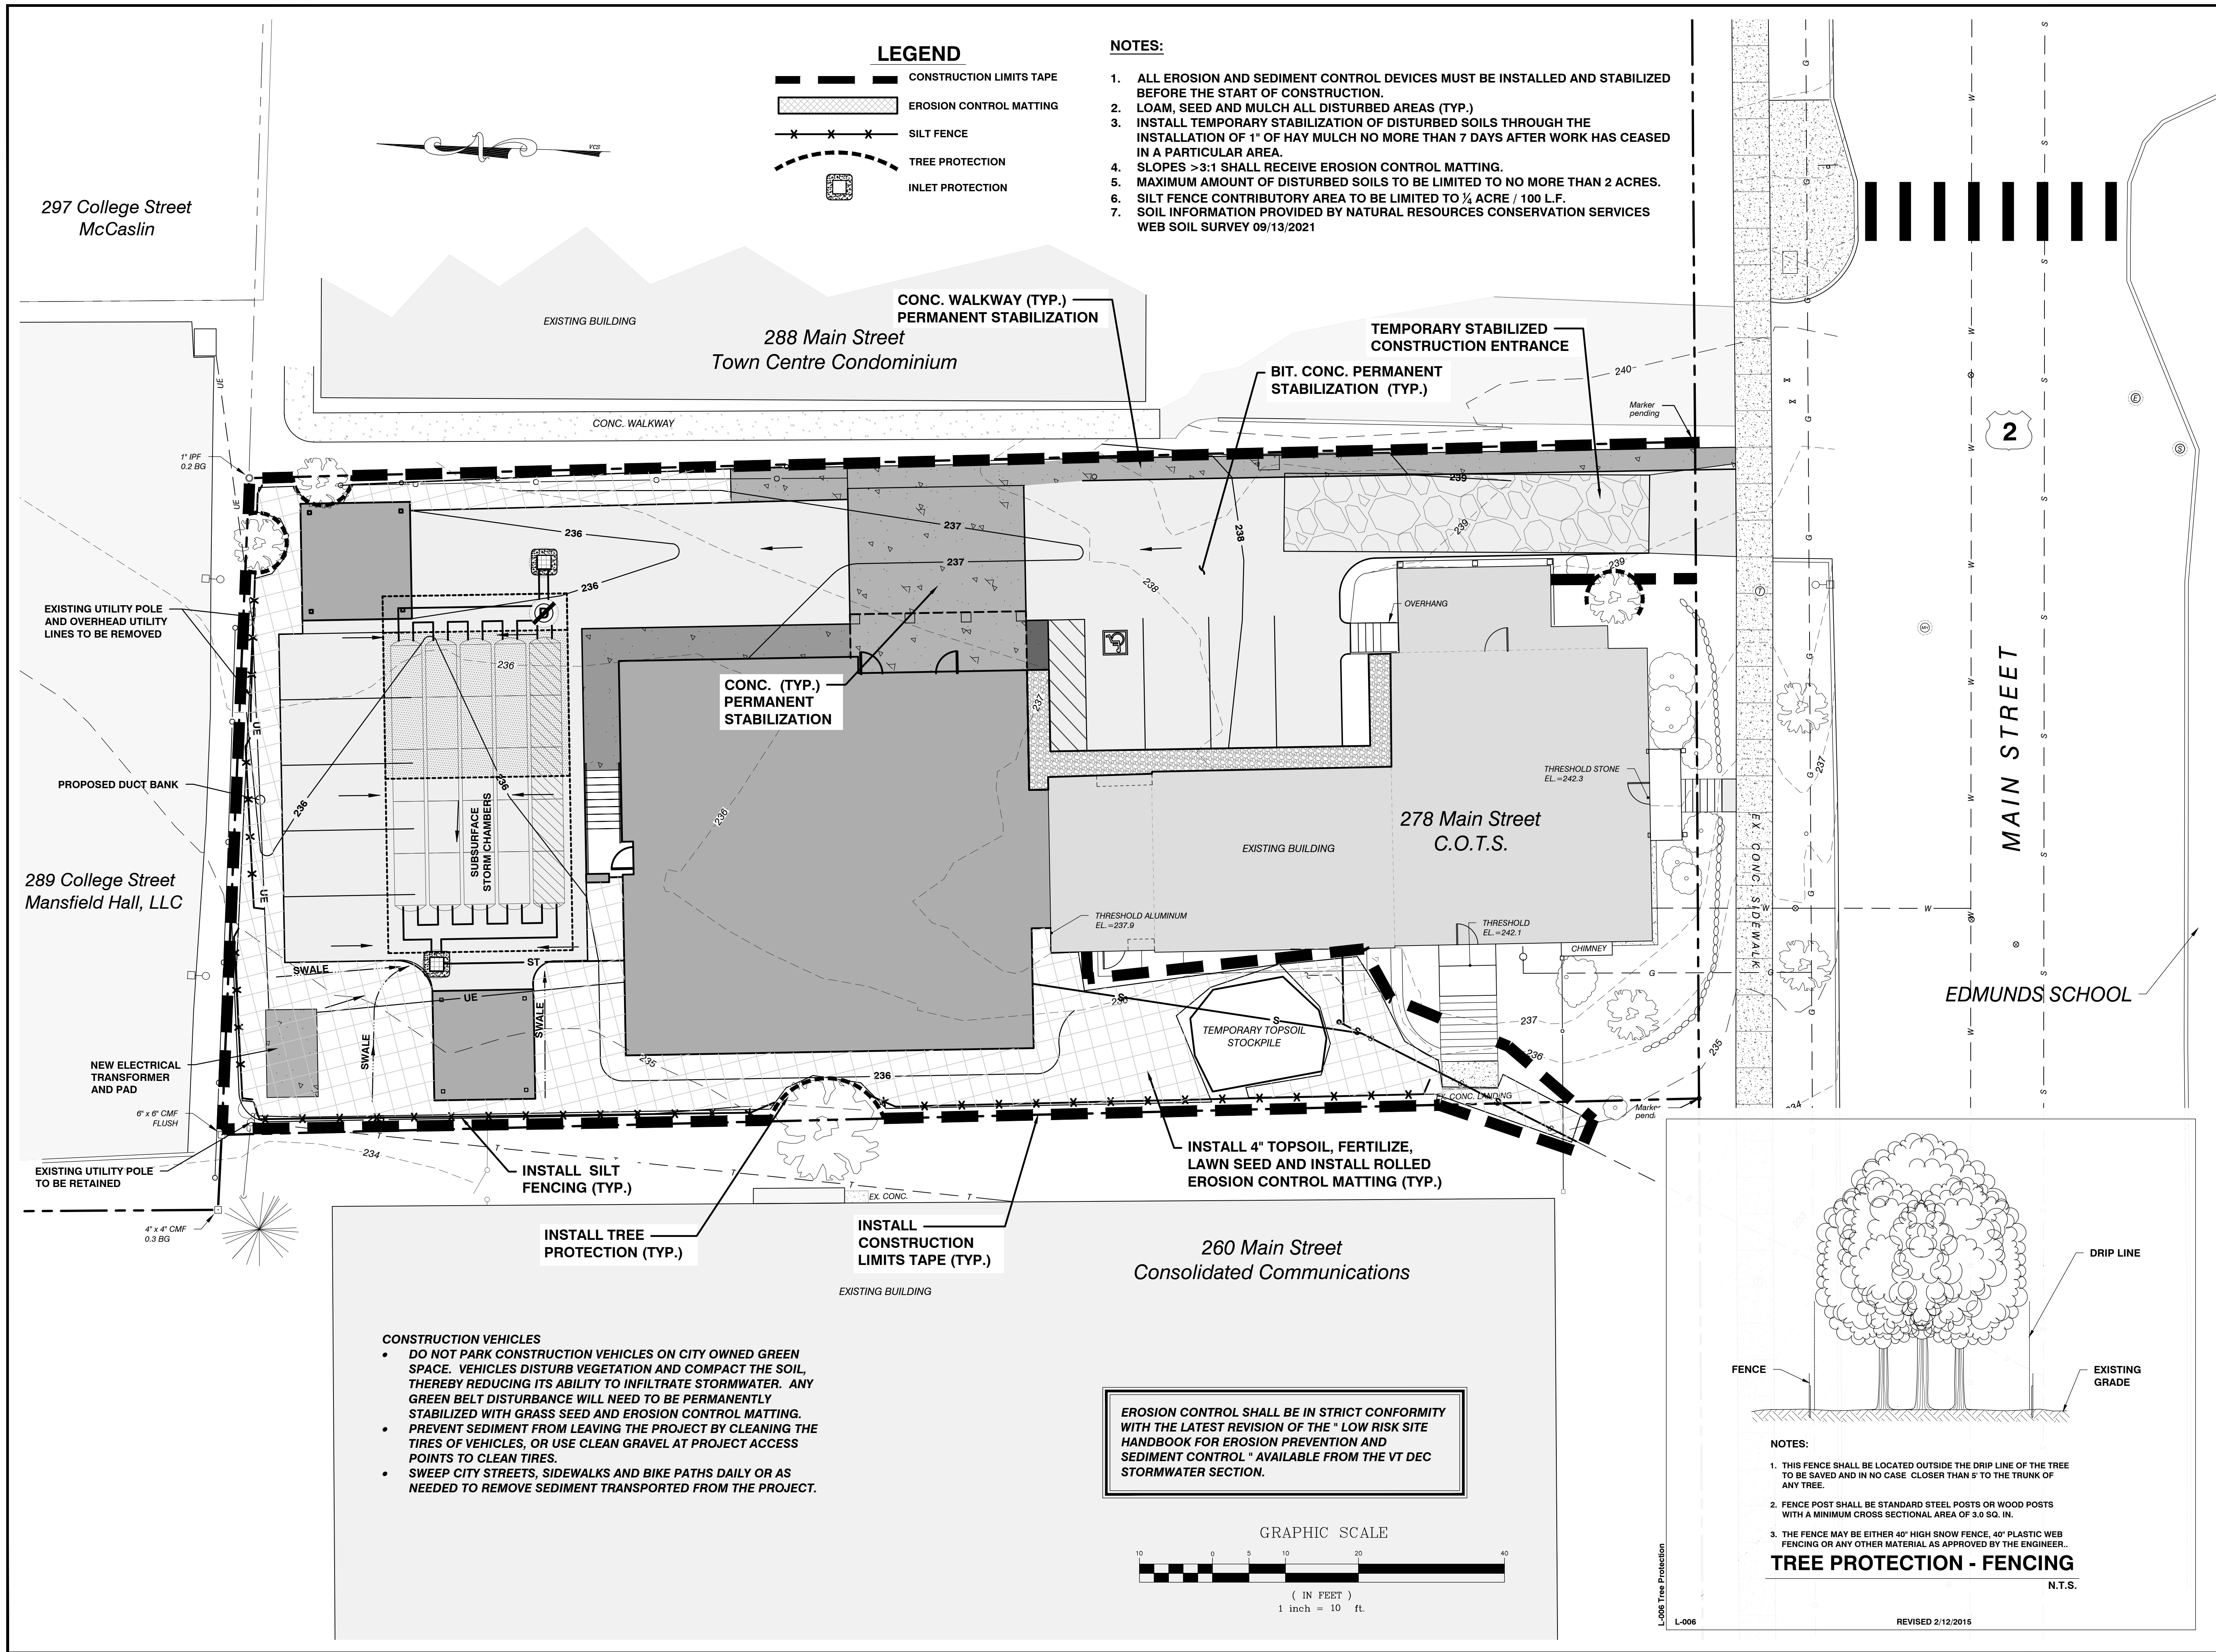 LEGEND
CONSTRUCTION LIMITS TAPE
EROSION CONTROL MATTING
X X X
SILT FENCE
TREE PROTECTION
INLET PROTECTION
VCS
NOTES:
1. ALL EROSION AND SEDIMENT CONTROL DEVICES MUST BE INSTALLED AND STABILIZED
BEFORE THE START OF CONSTRUCTION.
2. LOAM, SEED AND MULCH ALL DISTURBED AREAS (TYP.)
3. INSTALL TEMPORARY STABILIZATION OF DISTURBED SOILS THROUGH THE
INSTALLATION OF 1" OF HAY MULCH NO MORE THAN 7 DAYS AFTER WORK HAS CEASED
IN A PARTICULAR AREA.
4. SLOPES >3:1 SHALL RECEIVE EROSION CONTROL MATTING.
5. MAXIMUM AMOUNT OF DISTURBED SOILS TO BE LIMITED TO NO MORE THAN 2 ACRES.
6. SILT FENCE CONTRIBUTORY AREA TO BE LIMITED TO ¼ ACRE / 100 L.F.
7. SOIL INFORMATION PROVIDED BY NATURAL RESOURCES CONSERVATION SERVICES
WEB SOIL SURVEY 09/13/2021
297 College Street
McCaslin
EXISTING BUILDING
288 Main Street
Town Centre Condominium
CONC. WALKWAY (TYP.)
PERMANENT STABILIZATION
TEMPORARY STABILIZED
CONSTRUCTION ENTRANCE
BIT. CONC. PERMANENT
STABILIZATION (TYP.)
240
Marker
pending
CONC. WALKWAY
1" IPF
0.2 BG
UE
UE
2
E
S
T
MH
239
239
239
238
238
237
237
237
236
236
236
236
236
236
236
OVERHANG
EXISTING UTILITY POLE
AND OVERHEAD UTILITY
LINES TO BE REMOVED
CONC. (TYP.)
PERMANENT
STABILIZATION
UE
UE
PROPOSED DUCT BANK
SUBSURFACE
STORM CHAMBERS
THRESHOLD STONE
EL.=242.3
278 Main Street
C.O.T.S.
EXISTING BUILDING
THRESHOLD ALUMINUM
EL.=237.9
THRESHOLD
EL.=242.1
CHIMNEY
EX CONC. SIDEWALK
MAIN STREET
237
EDMUNDS SCHOOL
289 College Street
Mansfield Hall, LLC
SWALE
ST
UE
SWALE
SWALE
236
235
236
TEMPORARY TOPSOIL
STOCKPILE
237
236
235
234
NEW ELECTRICAL
TRANSFORMER
AND PAD
6" x 6" CMF
FLUSH
EX. CONC. LANDING
EXISTING UTILITY POLE
TO BE RETAINED
234
INSTALL SILT
FENCING (TYP.)
INSTALL 4" TOPSOIL, FERTILIZE,
LAWN SEED AND INSTALL ROLLED
EROSION CONTROL MATTING (TYP.)
EX. CONC.
4" x 4" CMF
0.3 BG
INSTALL TREE
PROTECTION (TYP.)
INSTALL
CONSTRUCTION
LIMITS TAPE (TYP.)
260 Main Street
Consolidated Communications
EXISTING BUILDING
CONSTRUCTION VEHICLES
• DO NOT PARK CONSTRUCTION VEHICLES ON CITY OWNED GREEN
SPACE. VEHICLES DISTURB VEGETATION AND COMPACT THE SOIL,
THEREBY REDUCING ITS ABILITY TO INFILTRATE STORMWATER. ANY
GREEN BELT DISTURBANCE WILL NEED TO BE PERMANENTLY
STABILIZED WITH GRASS SEED AND EROSION CONTROL MATTING.
• PREVENT SEDIMENT FROM LEAVING THE PROJECT BY CLEANING THE
TIRES OF VEHICLES, OR USE CLEAN GRAVEL AT PROJECT ACCESS
POINTS TO CLEAN TIRES.
• SWEEP CITY STREETS, SIDEWALKS AND BIKE PATHS DAILY OR AS
NEEDED TO REMOVE SEDIMENT TRANSPORTED FROM THE PROJECT.
EROSION CONTROL SHALL BE IN STRICT CONFORMITY
WITH THE LATEST REVISION OF THE " LOW RISK SITE
HANDBOOK FOR EROSION PREVENTION AND
SEDIMENT CONTROL " AVAILABLE FROM THE VT DEC
STORMWATER SECTION.
GRAPHIC SCALE
10 0 5 10 20 40
( IN FEET )
1 inch = 10 ft.
DRIP LINE
FENCE
EXISTING
GRADE
NOTES:
1. THIS FENCE SHALL BE LOCATED OUTSIDE THE DRIP LINE OF THE TREE
TO BE SAVED AND IN NO CASE CLOSER THAN 5' TO THE TRUNK OF
ANY TREE.
2. FENCE POST SHALL BE STANDARD STEEL POSTS OR WOOD POSTS
WITH A MINIMUM CROSS SECTIONAL AREA OF 3.0 SQ. IN.
3. THE FENCE MAY BE EITHER 40" HIGH SNOW FENCE, 40" PLASTIC WEB
FENCING OR ANY OTHER MATERIAL AS APPROVED BY THE ENGINEER..
TREE PROTECTION - FENCING
N.T.S.
L-006 Tree Protection
L-006
REVISED 2/12/2015